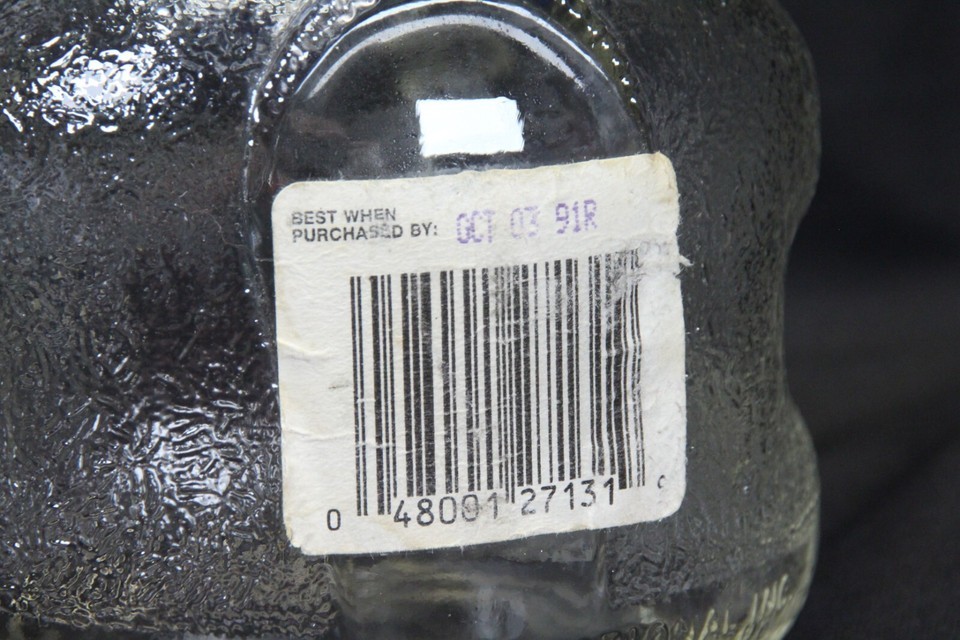 BEST WHEN
PURCHASED BY: OCT 03 91R
0 48001 27131